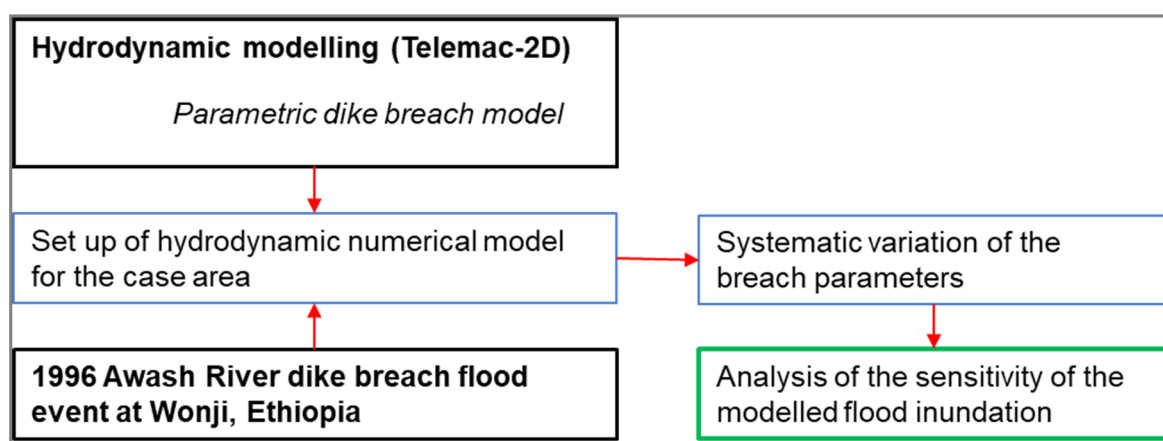 Hydrodynamic modelling (Telemac-2D)
Parametric dike breach model
Set up of hydrodynamic numerical model
for the case area
Systematic variation of the
breach parameters
1996 Awash River dike breach flood
event at Wonji, Ethiopia
Analysis of the sensitivity of the
modelled flood inundation